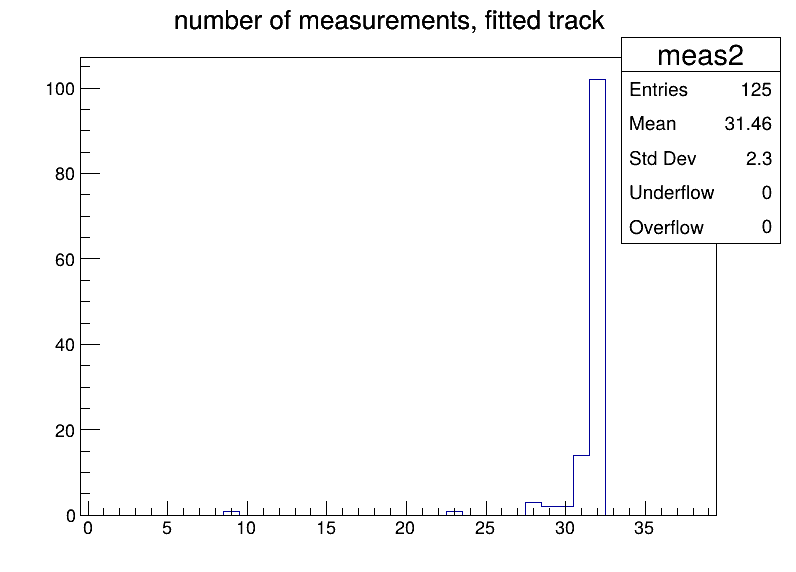 number of measurements, fitted track
meas2
Entries 125
Mean 31.46
Std Dev 2.3
Underflow 0
Overflow 0
100
80
60
40
20
0
0 5 10 15 20 25 30 35